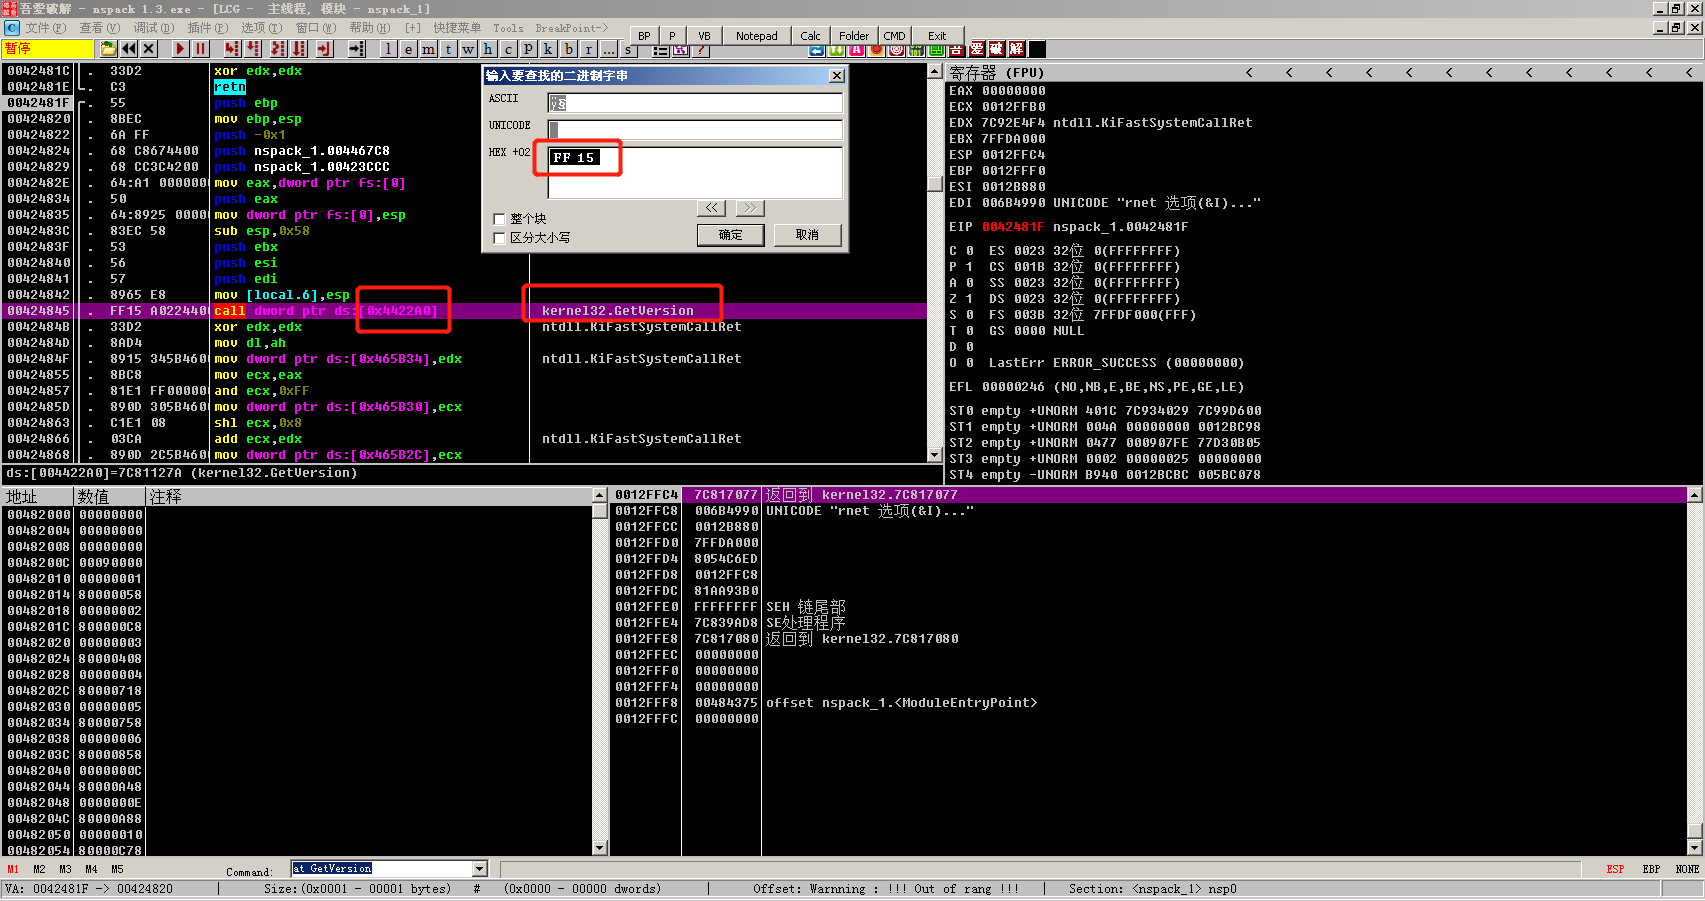 吾爱破解 - nspack 1.3.exe - [LCG -  主线程, 模块 - nspack_1]
文件(F) 查看(V) 调试(D) 插件(P) 选项(T) 窗口(W) 帮助(H) [+] 快捷菜单 Tools BreakPoint->
BP P VB Notepad Calc Folder CMD Exit
暂停 l e m t w h c p k b r ... s
吾 爱 破 解
0042481C . 33D2 xor edx,edx
0042481E . C3 retn
0042481F . 55 push ebp
00424820 . 8BEC mov ebp,esp
00424822 . 6A FF push -0x1
00424824 . 68 C8674400 push nspack_1.004467C8
00424829 . 68 CC3C4200 push nspack_1.00423CCC
0042482E . 64:A1 0000000 mov eax,dword ptr fs:[0]
00424834 . 50 push eax
00424835 . 64:8925 00000 mov dword ptr fs:[0],esp
0042483C . 83EC 58 sub esp,0x58
0042483F . 53 push ebx
00424840 . 56 push esi
00424841 . 57 push edi
00424842 . 8965 E8 mov [local.6],esp
00424845 . FF15 A0224400 call dword ptr ds:[0x4422A0] kernel32.GetVersion
0042484B . 33D2 xor edx,edx ntdll.KiFastSystemCallRet
0042484D . 8AD4 mov dl,ah
0042484F . 8915 345B4600 mov dword ptr ds:[0x465B34],edx ntdll.KiFastSystemCallRet
00424855 . 8BC8 mov ecx,eax
00424857 . 81E1 FF000000 and ecx,0xFF
0042485D . 890D 305B4600 mov dword ptr ds:[0x465B30],ecx
00424863 . C1E1 08 shl ecx,0x8
00424866 . 03CA add ecx,edx ntdll.KiFastSystemCallRet
00424868 . 890D 2C5B4600 mov dword ptr ds:[0x465B2C],ecx
ds:[004422A0]=7C81127A (kernel32.GetVersion)
输入要查找的二进制字串
ASCII ÿ§
UNICODE
HEX +02 FF 15
<< >>
整个块
区分大小写
确定 取消
寄存器 (FPU) < < < < < < < < < < < <
EAX 00000000
ECX 0012FFB0
EDX 7C92E4F4 ntdll.KiFastSystemCallRet
EBX 7FFDA000
ESP 0012FFC4
EBP 0012FFF0
ESI 0012B880
EDI 006B4990 UNICODE "rnet 选项(&I)..."
EIP 0042481F nspack_1.0042481F
C 0 ES 0023 32位 0(FFFFFFFF)
P 1 CS 001B 32位 0(FFFFFFFF)
A 0 SS 0023 32位 0(FFFFFFFF)
Z 1 DS 0023 32位 0(FFFFFFFF)
S 0 FS 003B 32位 7FFDF000(FFF)
T 0 GS 0000 NULL
D 0
O 0 LastErr ERROR_SUCCESS (00000000)
EFL 00000246 (NO,NB,E,BE,NS,PE,GE,LE)
ST0 empty +UNORM 401C 7C934029 7C99D600
ST1 empty +UNORM 004A 00000000 0012BC98
ST2 empty +UNORM 0477 000907FE 77D30B05
ST3 empty +UNORM 0002 00000025 00000000
ST4 empty -UNORM B940 0012BCBC 005BC078
地址 数值 注释
00482000 00000000
00482004 00000000
00482008 00000000
0048200C 00090000
00482010 00000001
00482014 80000058
00482018 00000002
0048201C 800000C8
00482020 00000003
00482024 80000408
00482028 00000004
0048202C 80000718
00482030 00000005
00482034 80000758
00482038 00000006
0048203C 80000858
00482040 0000000C
00482044 80000A48
00482048 0000000E
0048204C 80000A88
00482050 00000010
00482054 80000C78
0012FFC4 7C817077 返回到 kernel32.7C817077
0012FFC8 006B4990 UNICODE "rnet 选项(&I)..."
0012FFCC 0012B880
0012FFD0 7FFDA000
0012FFD4 8054C6ED
0012FFD8 0012FFC8
0012FFDC 81AA93B0
0012FFE0 FFFFFFFF SEH 链尾部
0012FFE4 7C839AD8 SE处理程序
0012FFE8 7C817080 返回到 kernel32.7C817080
0012FFEC 00000000
0012FFF0 00000000
0012FFF4 00000000
0012FFF8 00484375 offset nspack_1.<ModuleEntryPoint>
0012FFFC 00000000
M1 M2 M3 M4 M5 Command: at GetVersion ESP EBP NONE
VA: 0042481F -> 00424820 | Size:(0x0001 - 00001 bytes) # (0x0000 - 00000 dwords) | Offset: Warnning : !!! Out of rang !!! | Section: <nspack_1> nsp0